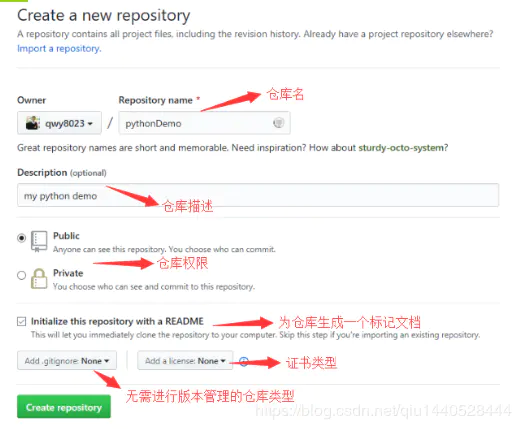 Create a new repository
A repository contains all project files, including the revision history. Already have a project repository elsewhere?
Import a repository.
Owner
Repository name *
仓库名
qwy8023
/
pythonDemo
Great repository names are short and memorable. Need inspiration? How about sturdy-octo-system?
Description (optional)
my python demo
仓库描述
Public
Anyone can see this repository. You choose who can commit.
仓库权限
Private
You choose who can see and commit to this repository.
Initialize this repository with a README
为仓库生成一个标记文档
This will let you immediately clone the repository to your computer. Skip this step if you're importing an existing repository.
Add .gitignore: None
Add a license: None
证书类型
无需进行版本管理的仓库类型
Create repository
https://blog.csdn.net/qiu1440528444